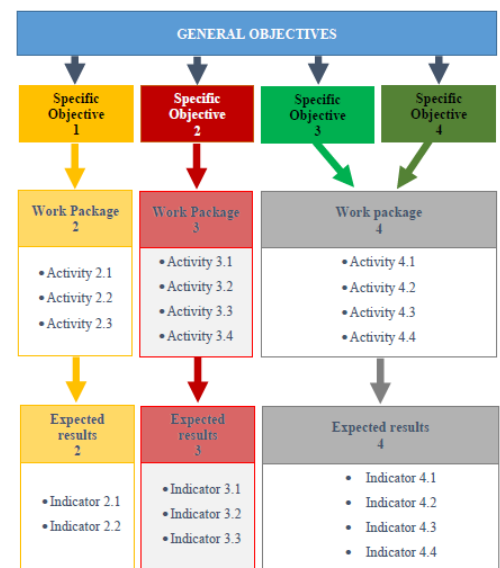 GENERAL OBJECTIVES
Specific
Objective
1
Specific
Objective
2
Specific
Objective
3
Specific
Objective
4
Work Package
2
• Activity 2.1
• Activity 2.2
• Activity 2.3
Work Package
3
• Activity 3.1
• Activity 3.2
• Activity 3.3
• Activity 3.4
Work package
4
• Activity 4.1
• Activity 4.2
• Activity 4.3
• Activity 4.4
Expected
results
2
• Indicator 2.1
• Indicator 2.2
Expected
results
3
• Indicator 3.1
• Indicator 3.2
• Indicator 3.3
Expected results
4
• Indicator 4.1
• Indicator 4.2
• Indicator 4.3
• Indicator 4.4